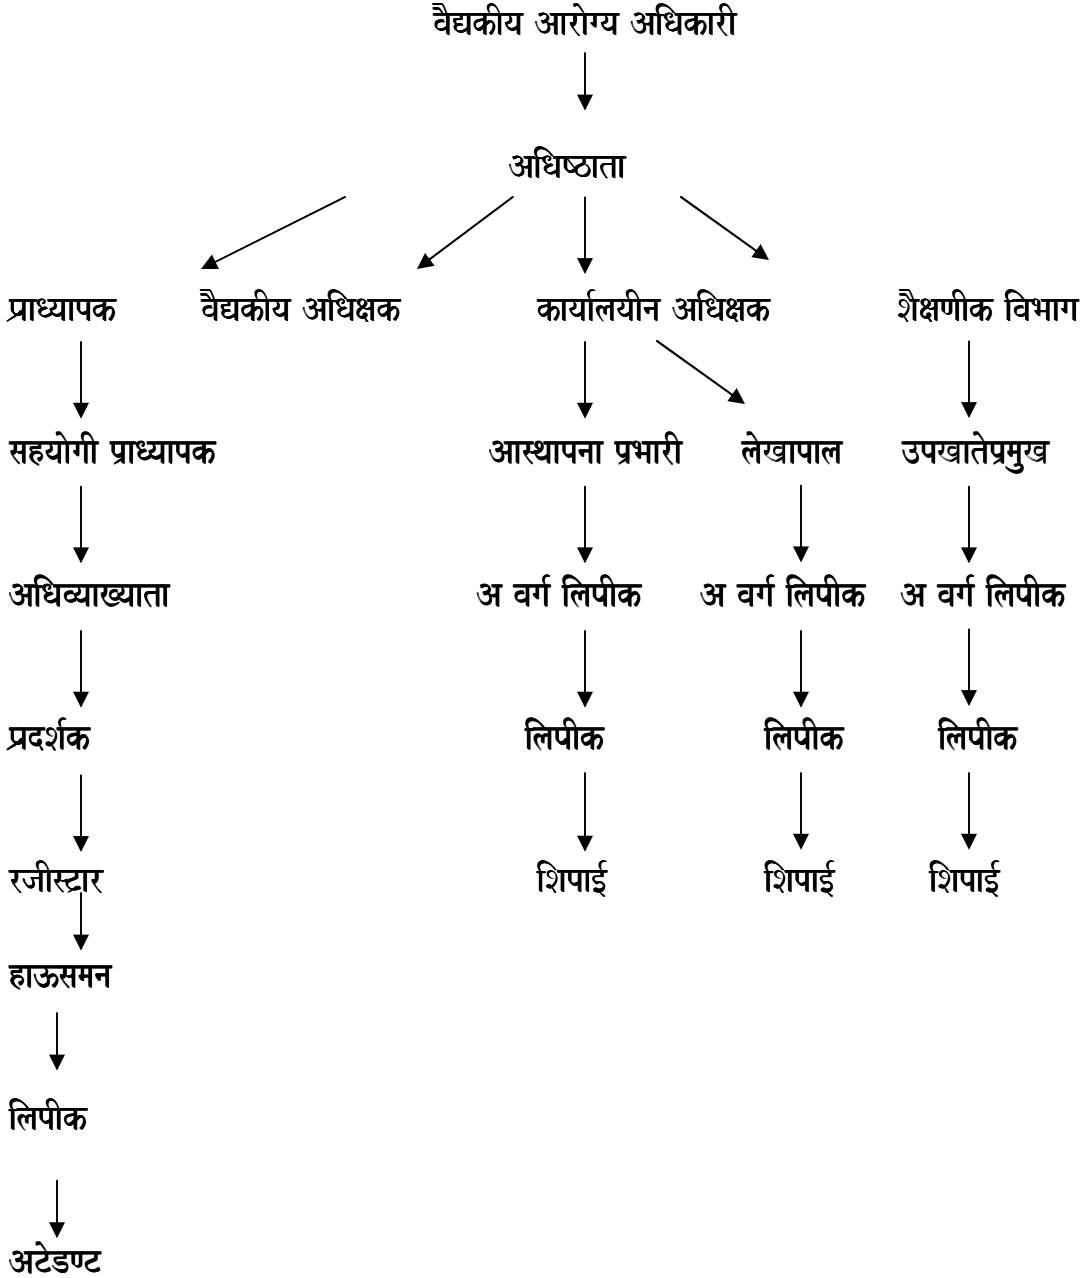 वैद्यकीय आरोग्य अधिकारी
अधिष्ठाता
प्राध्यापक वैद्यकीय अधिक्षक कार्यालयीन अधिक्षक शैक्षणीक विभाग
सहयोगी प्राध्यापक आस्थापना प्रभारी लेखापाल उपखातेप्रमुख
अधिव्याख्याता अ वर्ग लिपीक अ वर्ग लिपीक अ वर्ग लिपीक
प्रदर्शक लिपीक लिपीक लिपीक
रजीस्टार शिपाई शिपाई शिपाई
हाऊसमन
लिपीक
अटेडण्ट